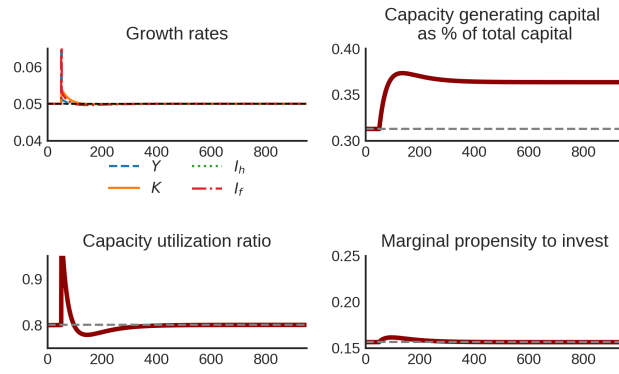 Growth rates
0.06
0.05
0.04
0 200 400 600 800
Y
K
I_h
I_f
Capacity generating capital
as % of total capital
0.40
0.35
0.30
0 200 400 600 800
Capacity utilization ratio
0.9
0.8
0 200 400 600 800
Marginal propensity to invest
0.25
0.20
0.15
0 200 400 600 800